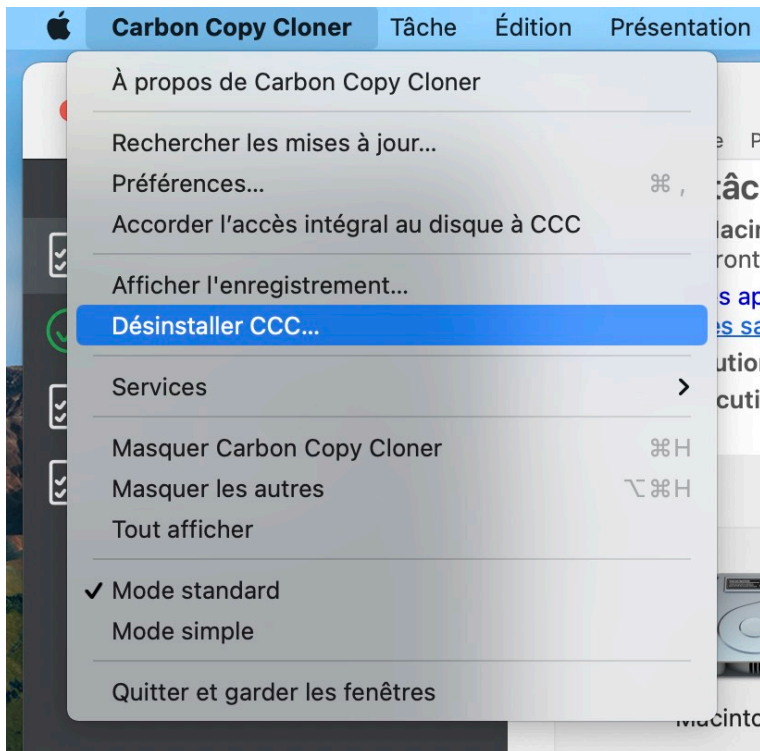 Carbon Copy Cloner Tâche Édition Présentation
À propos de Carbon Copy Cloner
Rechercher les mises à jour...
Préférences... ⌘ ,
Accorder l’accès intégral au disque à CCC
Afficher l'enregistrement...
Désinstaller CCC...
Services
Masquer Carbon Copy Cloner ⌘H
Masquer les autres ⌥⌘H
Tout afficher
✓ Mode standard
Mode simple
Quitter et garder les fenêtres